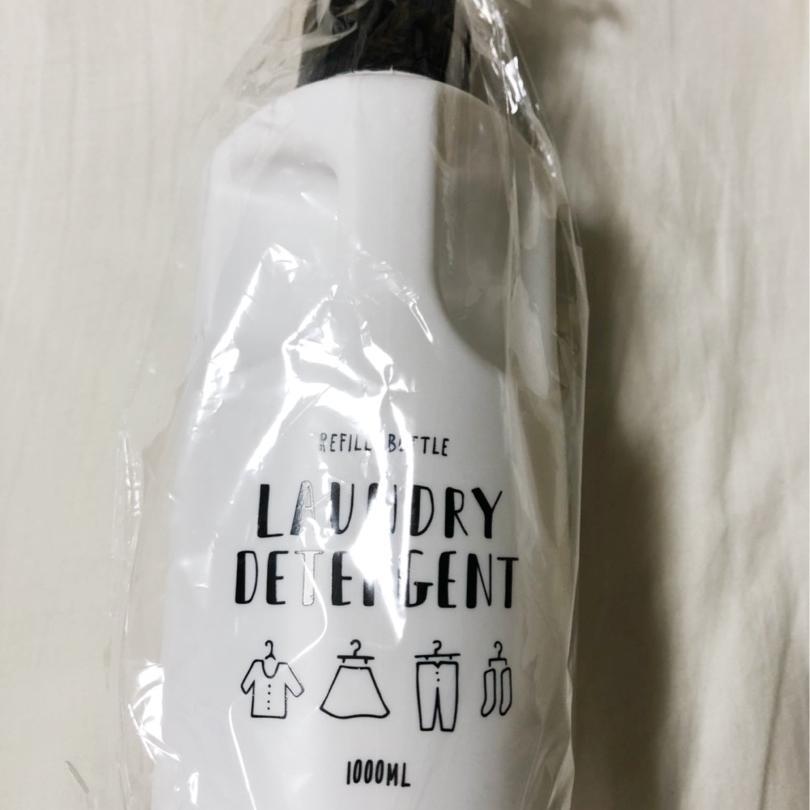 REFILL BOTTLE
LAUNDRY
DETERGENT
1000ML